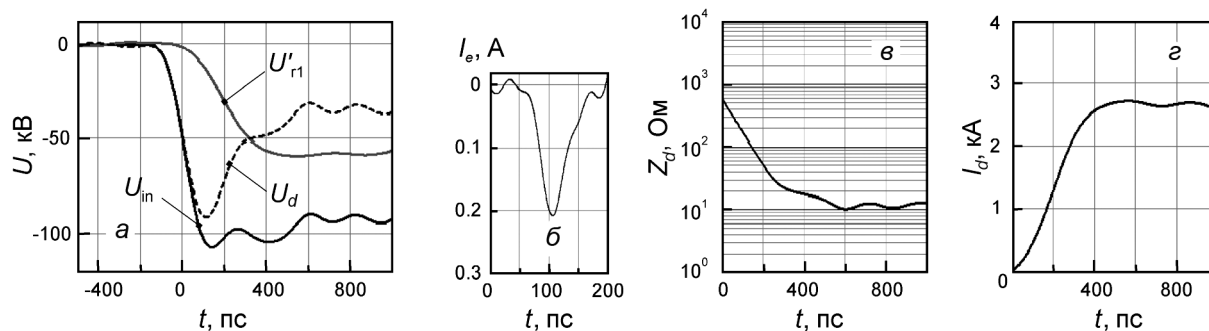 U, кВ
0
-50
-100
U'r1
Uin
Ud
а
-400
0
400
800
t, пс
Ie, А
0
0.1
0.2
0.3
б
0
100
200
t, пс
Zd, Ом
10⁴
10³
10²
10¹
10⁰
в
0
400
800
t, пс
Id, кА
4
3
2
1
0
г
400
800
t, пс